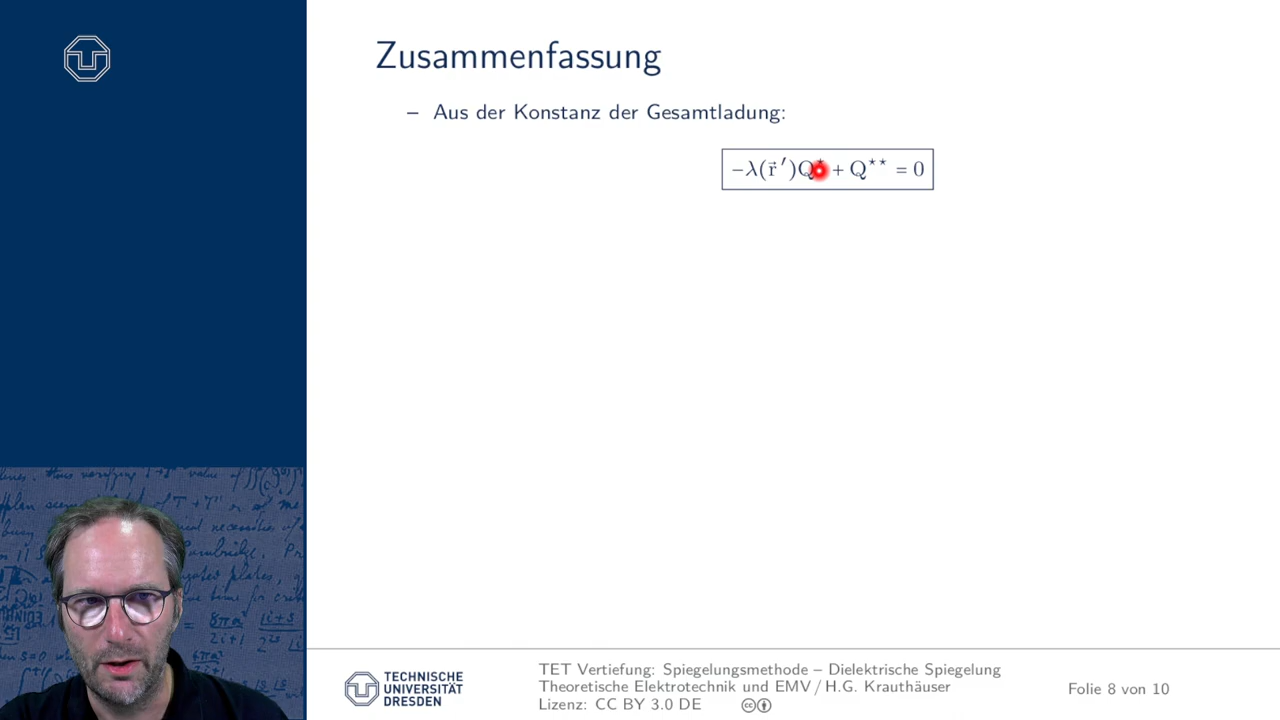 Zusammenfassung
– Aus der Konstanz der Gesamtladung:
−λ(r⃗ ′)Q* + Q** = 0
TECHNISCHE
UNIVERSITÄT
DRESDEN
TET Vertiefung: Spiegelungsmethode – Dielektrische Spiegelung
Theoretische Elektrotechnik und EMV / H.G. Krauthäuser
Lizenz: CC BY 3.0 DE
Folie 8 von 10